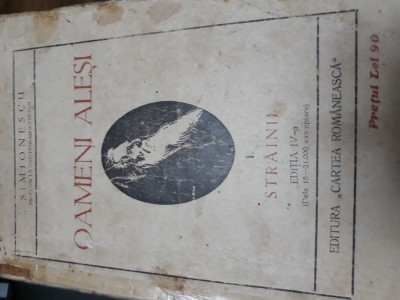 SIMIONESCU
OAMENI ALEȘI
I.
STRĂINII
EDIȚIA IV-a
EDITURA „CARTEA ROMÂNEASCĂ“
Prețul Lei 90